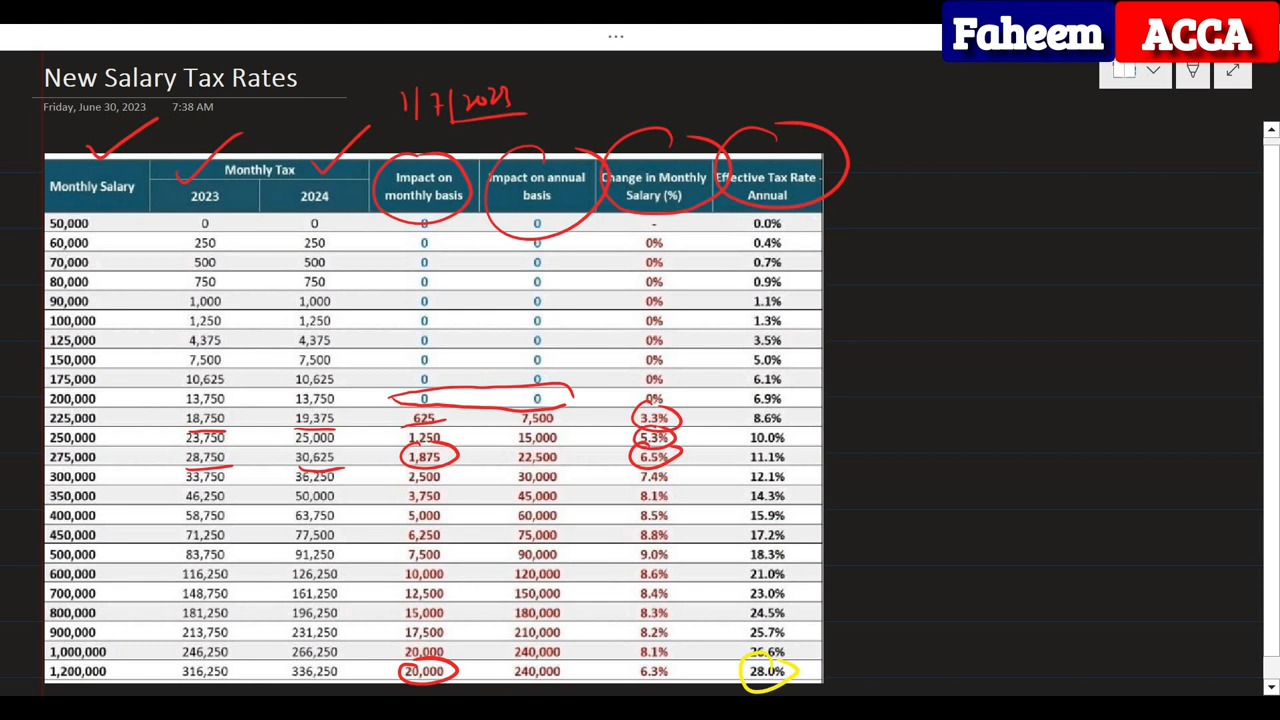 Faheem ACCA
...
New Salary Tax Rates
Friday, June 30, 2023 7:38 AM
1/7/2023
Monthly Salary Monthly Tax Impact on monthly basis Impact on annual basis Change in Monthly Salary (%) Effective Tax Rate - Annual
2023 2024
50,000 0 0 0 0 - 0.0%
60,000 250 250 0 0 0% 0.4%
70,000 500 500 0 0 0% 0.7%
80,000 750 750 0 0 0% 0.9%
90,000 1,000 1,000 0 0 0% 1.1%
100,000 1,250 1,250 0 0 0% 1.3%
125,000 4,375 4,375 0 0 0% 3.5%
150,000 7,500 7,500 0 0 0% 5.0%
175,000 10,625 10,625 0 0 0% 6.1%
200,000 13,750 13,750 0 0 0% 6.9%
225,000 18,750 19,375 625 7,500 3.3% 8.6%
250,000 23,750 25,000 1,250 15,000 5.3% 10.0%
275,000 28,750 30,625 1,875 22,500 6.5% 11.1%
300,000 33,750 36,250 2,500 30,000 7.4% 12.1%
350,000 46,250 50,000 3,750 45,000 8.1% 14.3%
400,000 58,750 63,750 5,000 60,000 8.5% 15.9%
450,000 71,250 77,500 6,250 75,000 8.8% 17.2%
500,000 83,750 91,250 7,500 90,000 9.0% 18.3%
600,000 116,250 126,250 10,000 120,000 8.6% 21.0%
700,000 148,750 161,250 12,500 150,000 8.4% 23.0%
800,000 181,250 196,250 15,000 180,000 8.3% 24.5%
900,000 213,750 231,250 17,500 210,000 8.2% 25.7%
1,000,000 246,250 266,250 20,000 240,000 8.1% 26.6%
1,200,000 316,250 336,250 20,000 240,000 6.3% 28.0%